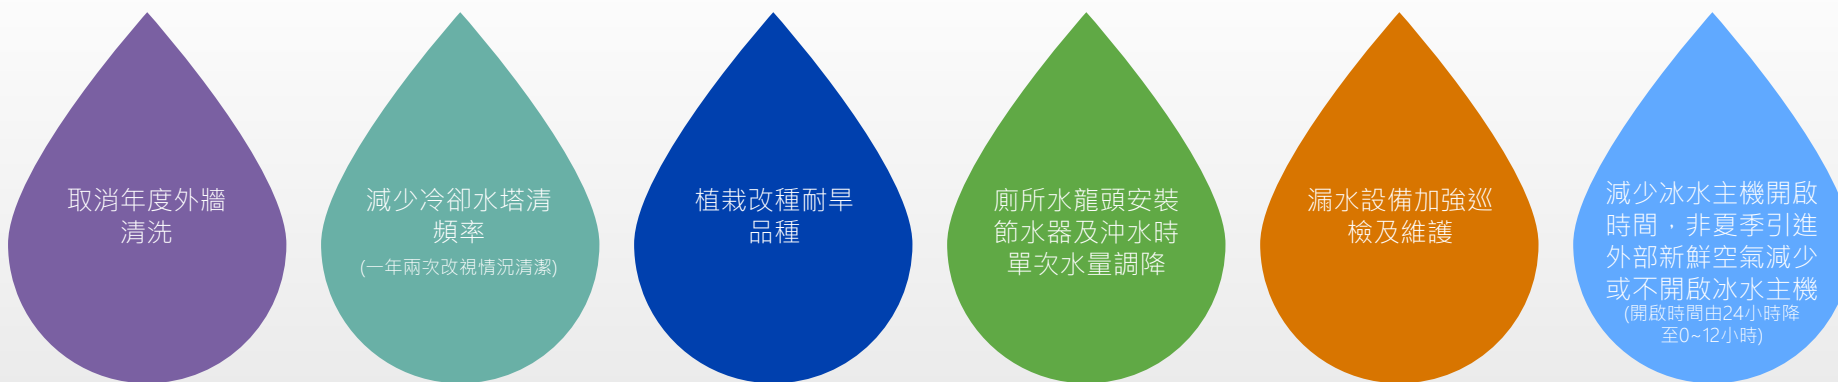 取消年度外牆
清洗
減少冷卻水塔清
頻率
(一年兩次改視情況清潔)
植栽改種耐旱
品種
廁所水龍頭安裝
節水器及沖水時
單次水量調降
漏水設備加強巡
檢及維護
減少冰水主機開啟
時間，非夏季引進
外部新鮮空氣減少
或不開啟冰水主機
(開啟時間由24小時降
至0~12小時)